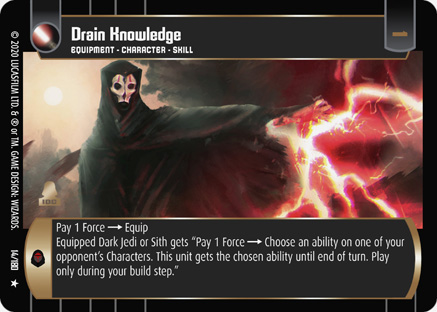 Drain Knowledge
EQUIPMENT - CHARACTER - SKILL
Pay 1 Force → Equip
Equipped Dark Jedi or Sith gets “Pay 1 Force → Choose an ability on one of your
opponent's Characters. This unit gets the chosen ability until end of turn. Play
only during your build step.”
© 2020 LUCASFILM LTD. & ® or TM. GAME DESIGN: WIZARDS.
14/180